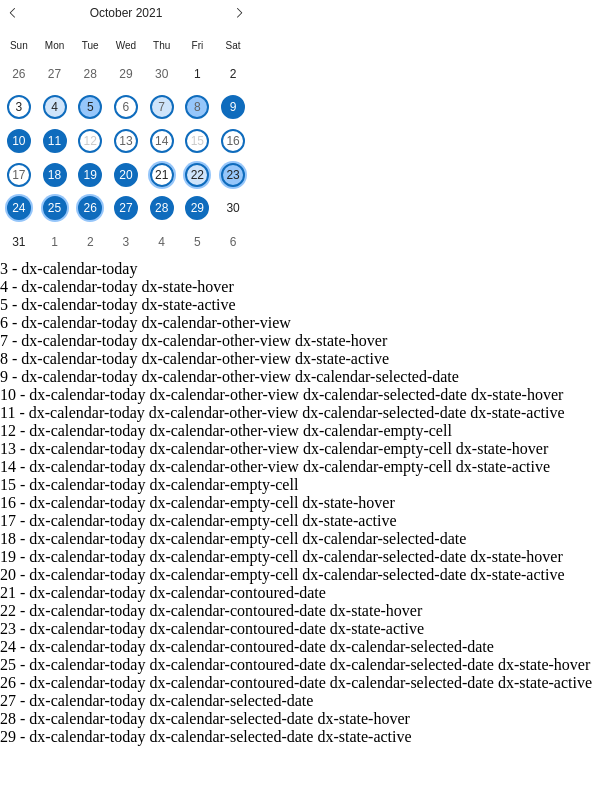 October 2021
Sun Mon Tue Wed Thu Fri Sat
26 27 28 29 30 1 2
3 4 5 6 7 8 9
10 11 12 13 14 15 16
17 18 19 20 21 22 23
24 25 26 27 28 29 30
31 1 2 3 4 5 6
3 - dx-calendar-today
4 - dx-calendar-today dx-state-hover
5 - dx-calendar-today dx-state-active
6 - dx-calendar-today dx-calendar-other-view
7 - dx-calendar-today dx-calendar-other-view dx-state-hover
8 - dx-calendar-today dx-calendar-other-view dx-state-active
9 - dx-calendar-today dx-calendar-other-view dx-calendar-selected-date
10 - dx-calendar-today dx-calendar-other-view dx-calendar-selected-date dx-state-hover
11 - dx-calendar-today dx-calendar-other-view dx-calendar-selected-date dx-state-active
12 - dx-calendar-today dx-calendar-other-view dx-calendar-empty-cell
13 - dx-calendar-today dx-calendar-other-view dx-calendar-empty-cell dx-state-hover
14 - dx-calendar-today dx-calendar-other-view dx-calendar-empty-cell dx-state-active
15 - dx-calendar-today dx-calendar-empty-cell
16 - dx-calendar-today dx-calendar-empty-cell dx-state-hover
17 - dx-calendar-today dx-calendar-empty-cell dx-state-active
18 - dx-calendar-today dx-calendar-empty-cell dx-calendar-selected-date
19 - dx-calendar-today dx-calendar-empty-cell dx-calendar-selected-date dx-state-hover
20 - dx-calendar-today dx-calendar-empty-cell dx-calendar-selected-date dx-state-active
21 - dx-calendar-today dx-calendar-contoured-date
22 - dx-calendar-today dx-calendar-contoured-date dx-state-hover
23 - dx-calendar-today dx-calendar-contoured-date dx-state-active
24 - dx-calendar-today dx-calendar-contoured-date dx-calendar-selected-date
25 - dx-calendar-today dx-calendar-contoured-date dx-calendar-selected-date dx-state-hover
26 - dx-calendar-today dx-calendar-contoured-date dx-calendar-selected-date dx-state-active
27 - dx-calendar-today dx-calendar-selected-date
28 - dx-calendar-today dx-calendar-selected-date dx-state-hover
29 - dx-calendar-today dx-calendar-selected-date dx-state-active